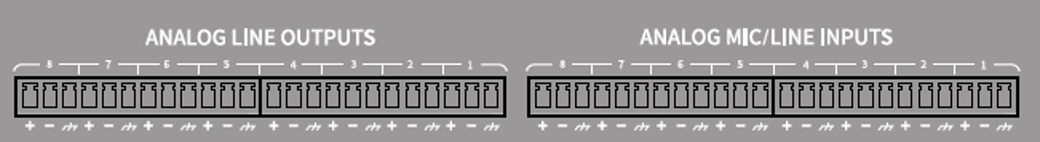 ANALOG LINE OUTPUTS
8 7 6 5 4 3 2 1
+ − + − + − + − + − + − + − + −
ANALOG MIC/LINE INPUTS
8 7 6 5 4 3 2 1
+ − + − + − + − + − + − + − + −